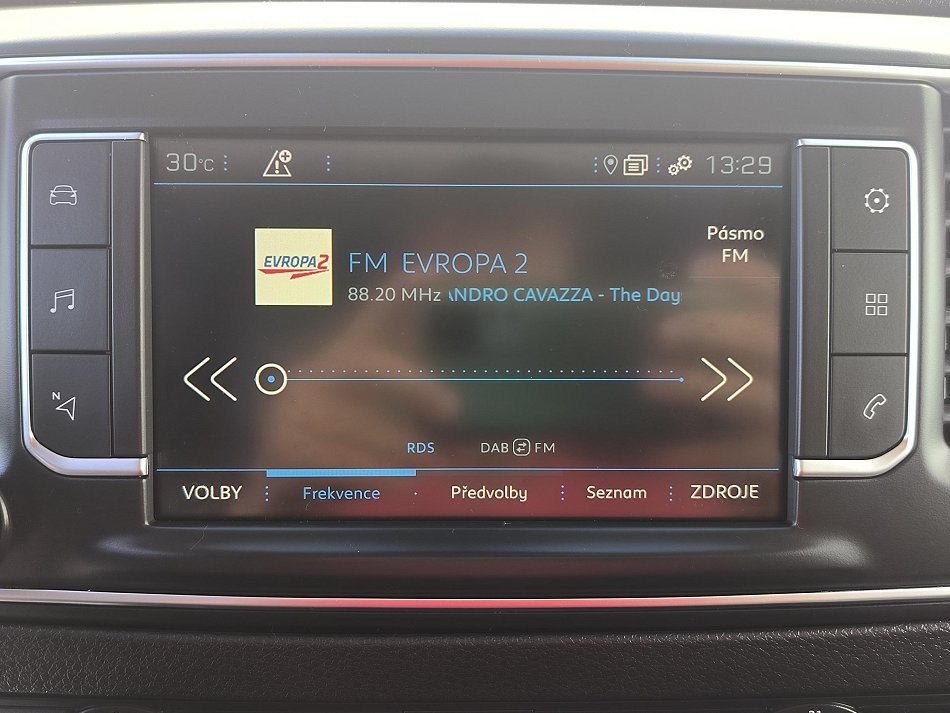 30°C 13:29
Pásmo
FM
EVROPA2
FM EVROPA 2
88.20 MHz NDRO CAVAZZA - The Day
N
RDS DAB FM
VOLBY Frekvence Předvolby Seznam ZDROJE